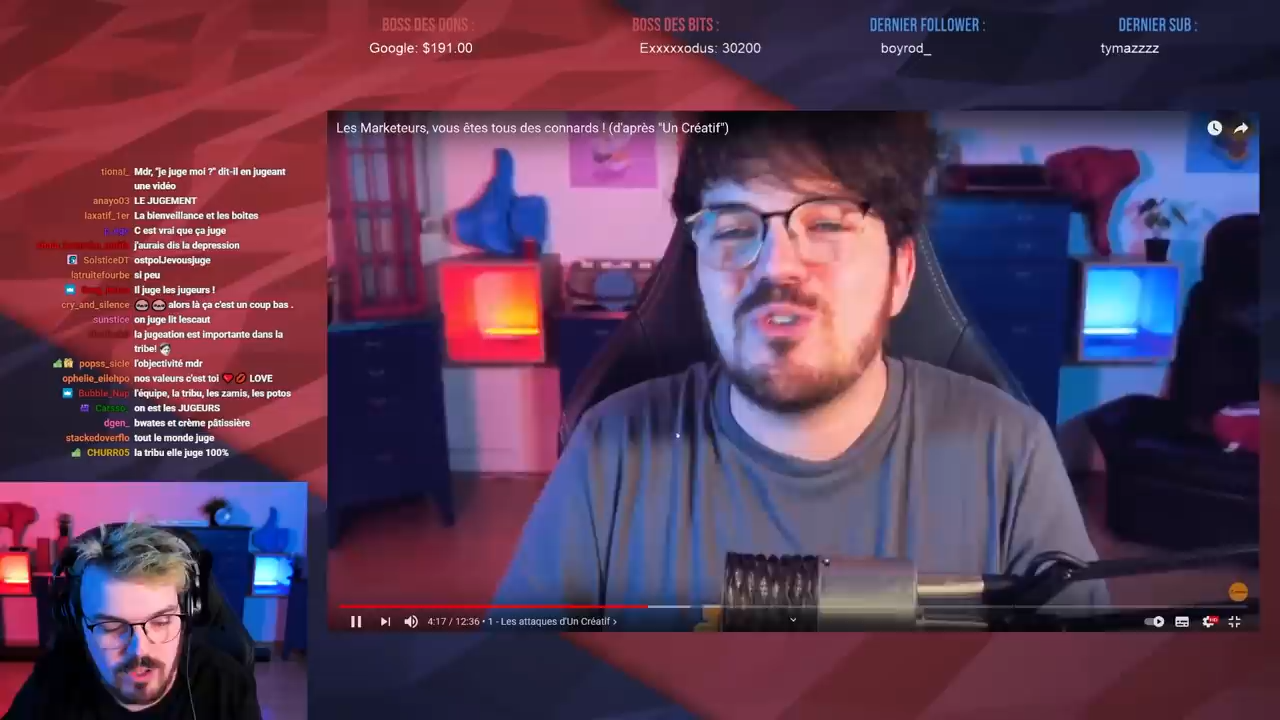 BOSS DES DONS :
Google: $191.00
BOSS DES BITS :
Exxxxxodus: 30200
DERNIER FOLLOWER :
boyrod_
DERNIER SUB :
tymazzzz
Les Marketeurs, vous êtes tous des connards ! (d'après "Un Créatif")
tional_ Mdr, "je juge moi ?" dit-il en jugeant
une vidéo
anayo03 LE JUGEMENT
laxatif_1er La bienveillance et les boites
C est vrai que ça juge
j'aurais dis la depression
SolsticeDT ostpolJevousjuge
latruitefourbe si peu
Il juge les jugeurs !
cry_and_silence alors là ça c'est un coup bas .
sunstice on juge lit lescaut
la jugeation est importante dans la
tribe!
popss_sicle l'objectivité mdr
ophelie_eilehpo nos valeurs c'est toi LOVE
Bubble_Nap l'équipe, la tribu, les zamis, les potos
Carsso_ on est les JUGEURS
dgen_ bwates et crème pâtissière
stackedoverflo tout le monde juge
CHURR05 la tribu elle juge 100%
4:17 / 12:36 • 1 - Les attaques d'Un Créatif ›